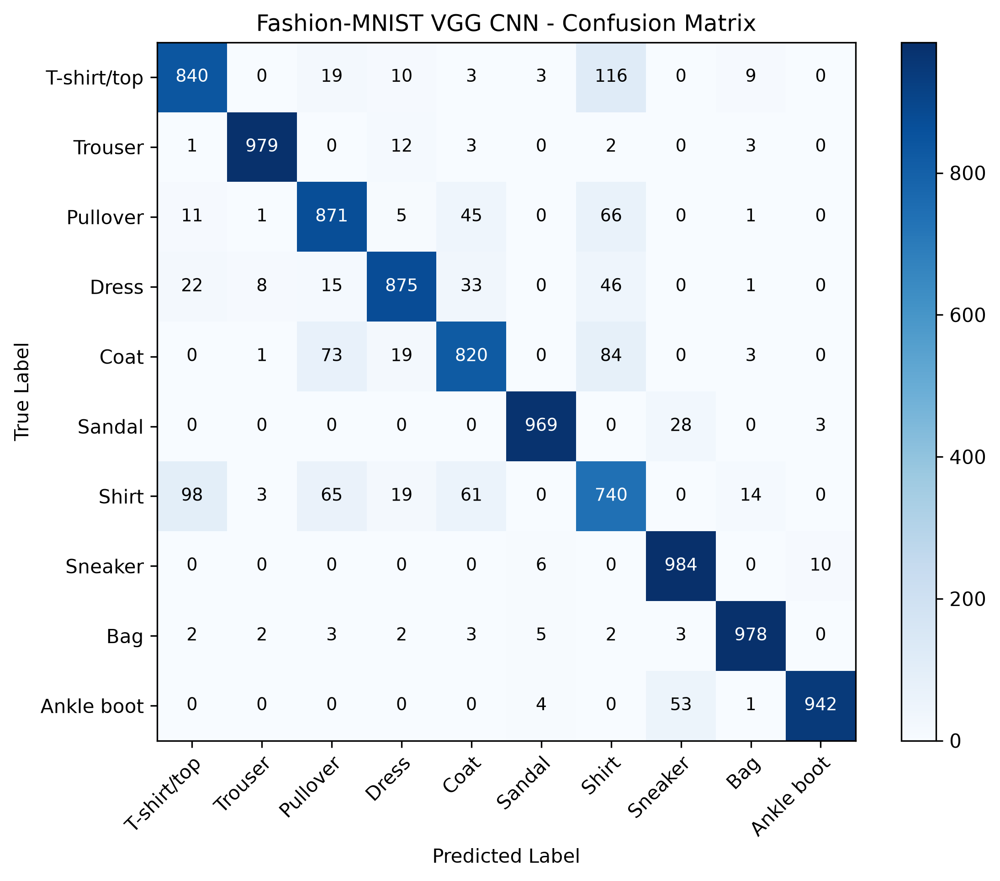 Fashion-MNIST VGG CNN - Confusion Matrix
True Label
T-shirt/top 840 0 19 10 3 3 116 0 9 0
Trouser 1 979 0 12 3 0 2 0 3 0
Pullover 11 1 871 5 45 0 66 0 1 0
Dress 22 8 15 875 33 0 46 0 1 0
Coat 0 1 73 19 820 0 84 0 3 0
Sandal 0 0 0 0 0 969 0 28 0 3
Shirt 98 3 65 19 61 0 740 0 14 0
Sneaker 0 0 0 0 0 6 0 984 0 10
Bag 2 2 3 2 3 5 2 3 978 0
Ankle boot 0 0 0 0 0 4 0 53 1 942
T-shirt/top Trouser Pullover Dress Coat Sandal Shirt Sneaker Bag Ankle boot
Predicted Label
800
600
400
200
0